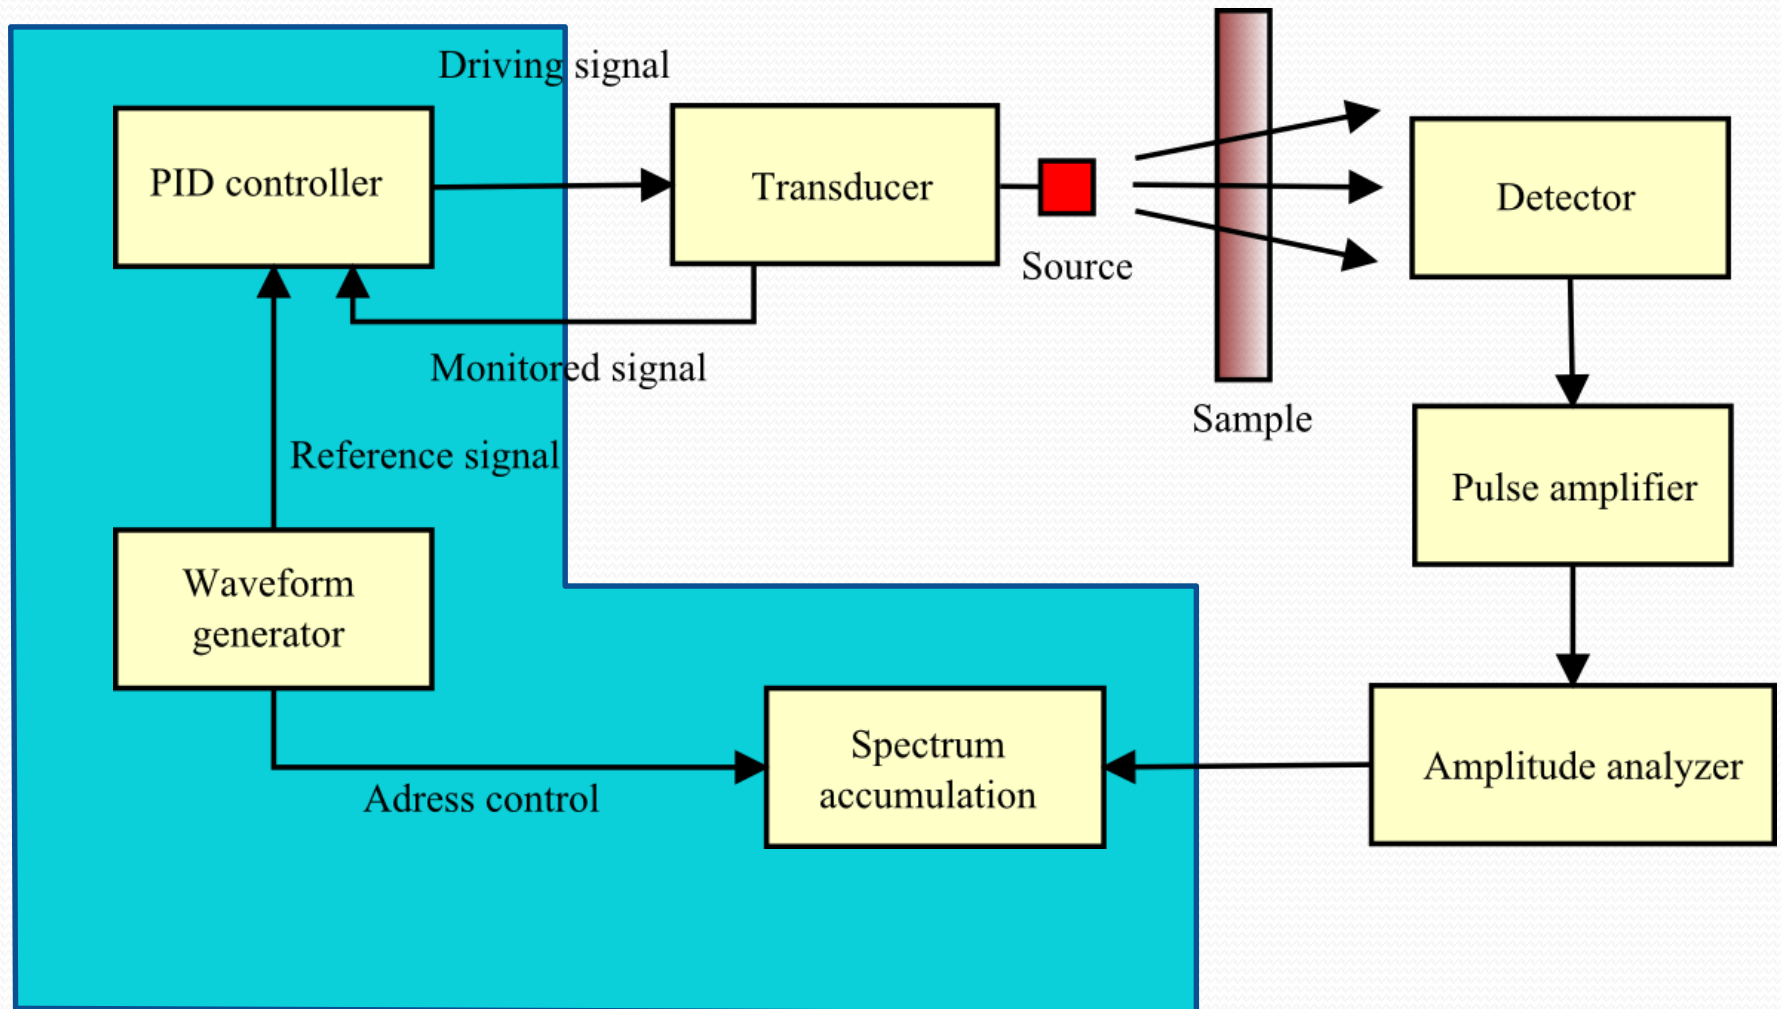 Driving signal
PID controller
Transducer
Detector
Source
Monitored signal
Sample
Reference signal
Pulse amplifier
Waveform
generator
Spectrum
accumulation
Amplitude analyzer
Adress control